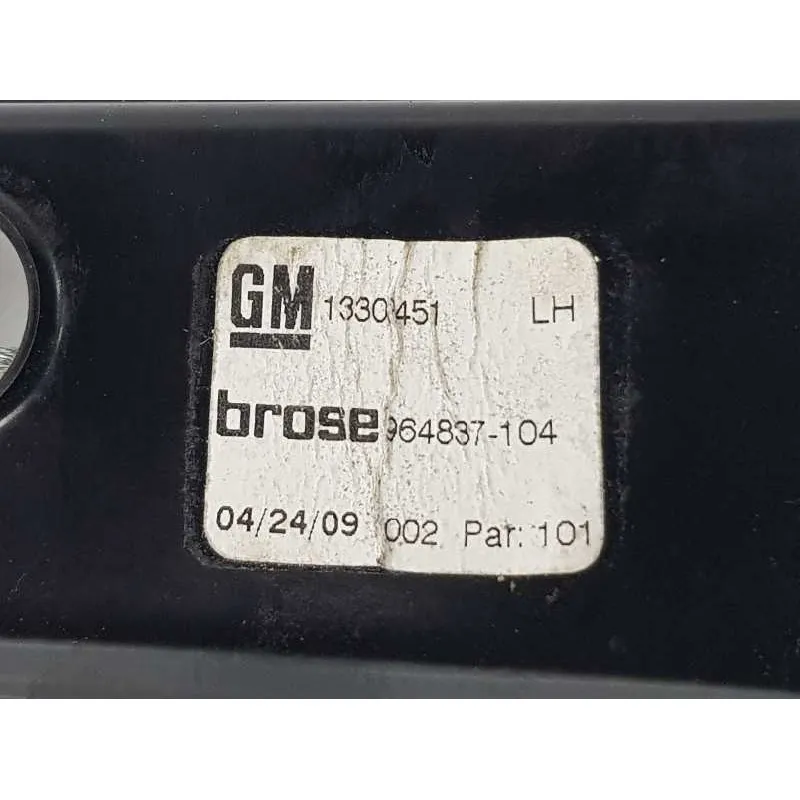 GM 1330451 LH
brose 964837-104
04/24/09 002 Par: 101